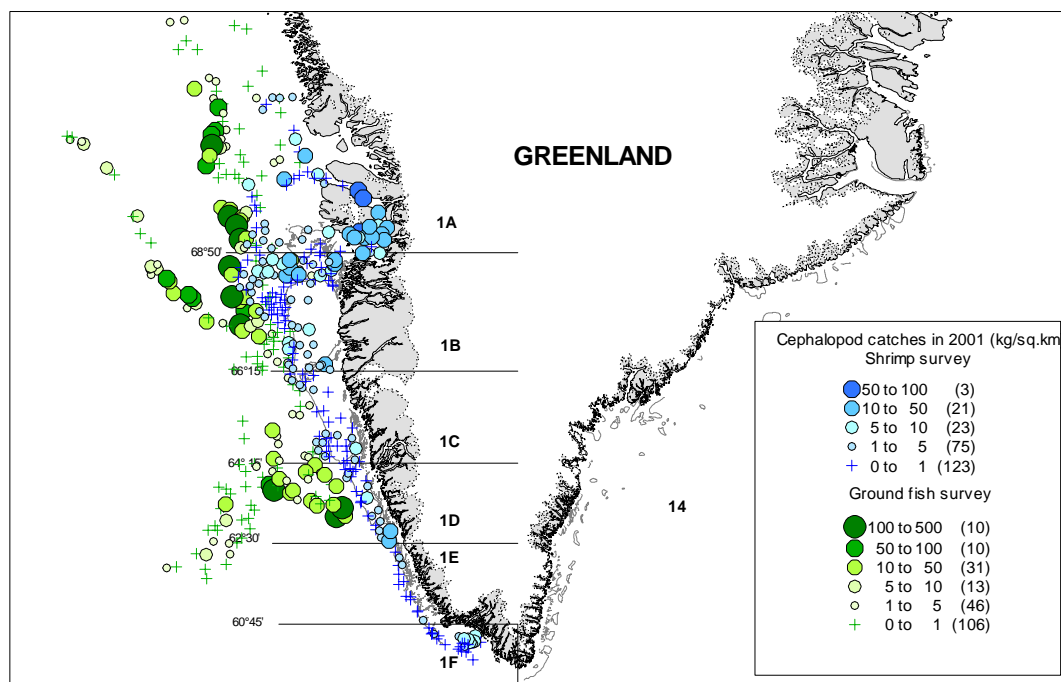 GREENLAND
1A
68°50'
1B
66°15'
1C
64°15'
1D
14
62°30'
1E
60°45'
1F
Cephalopod catches in 2001 (kg/sq.km
Shrimp survey
50 to 100 (3)
10 to 50 (21)
5 to 10 (23)
1 to 5 (75)
0 to 1 (123)
Ground fish survey
100 to 500 (10)
50 to 100 (10)
10 to 50 (31)
5 to 10 (13)
1 to 5 (46)
0 to 1 (106)